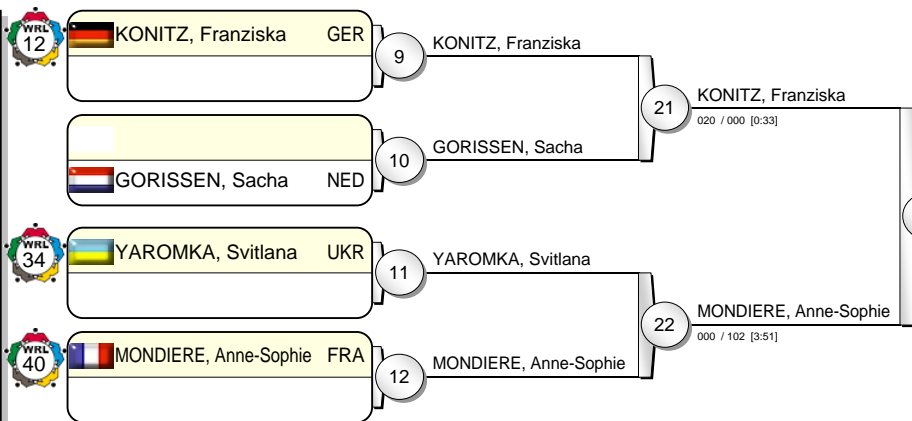 WRL
12
KONITZ, Franziska GER
9
KONITZ, Franziska
21
KONITZ, Franziska
020 / 000 [0:33]
10
GORISSEN, Sacha
GORISSEN, Sacha NED
WRL
34
YAROMKA, Svitlana UKR
11
YAROMKA, Svitlana
22
MONDIERE, Anne-Sophie
000 / 102 [3:51]
WRL
40
MONDIERE, Anne-Sophie FRA
12
MONDIERE, Anne-Sophie